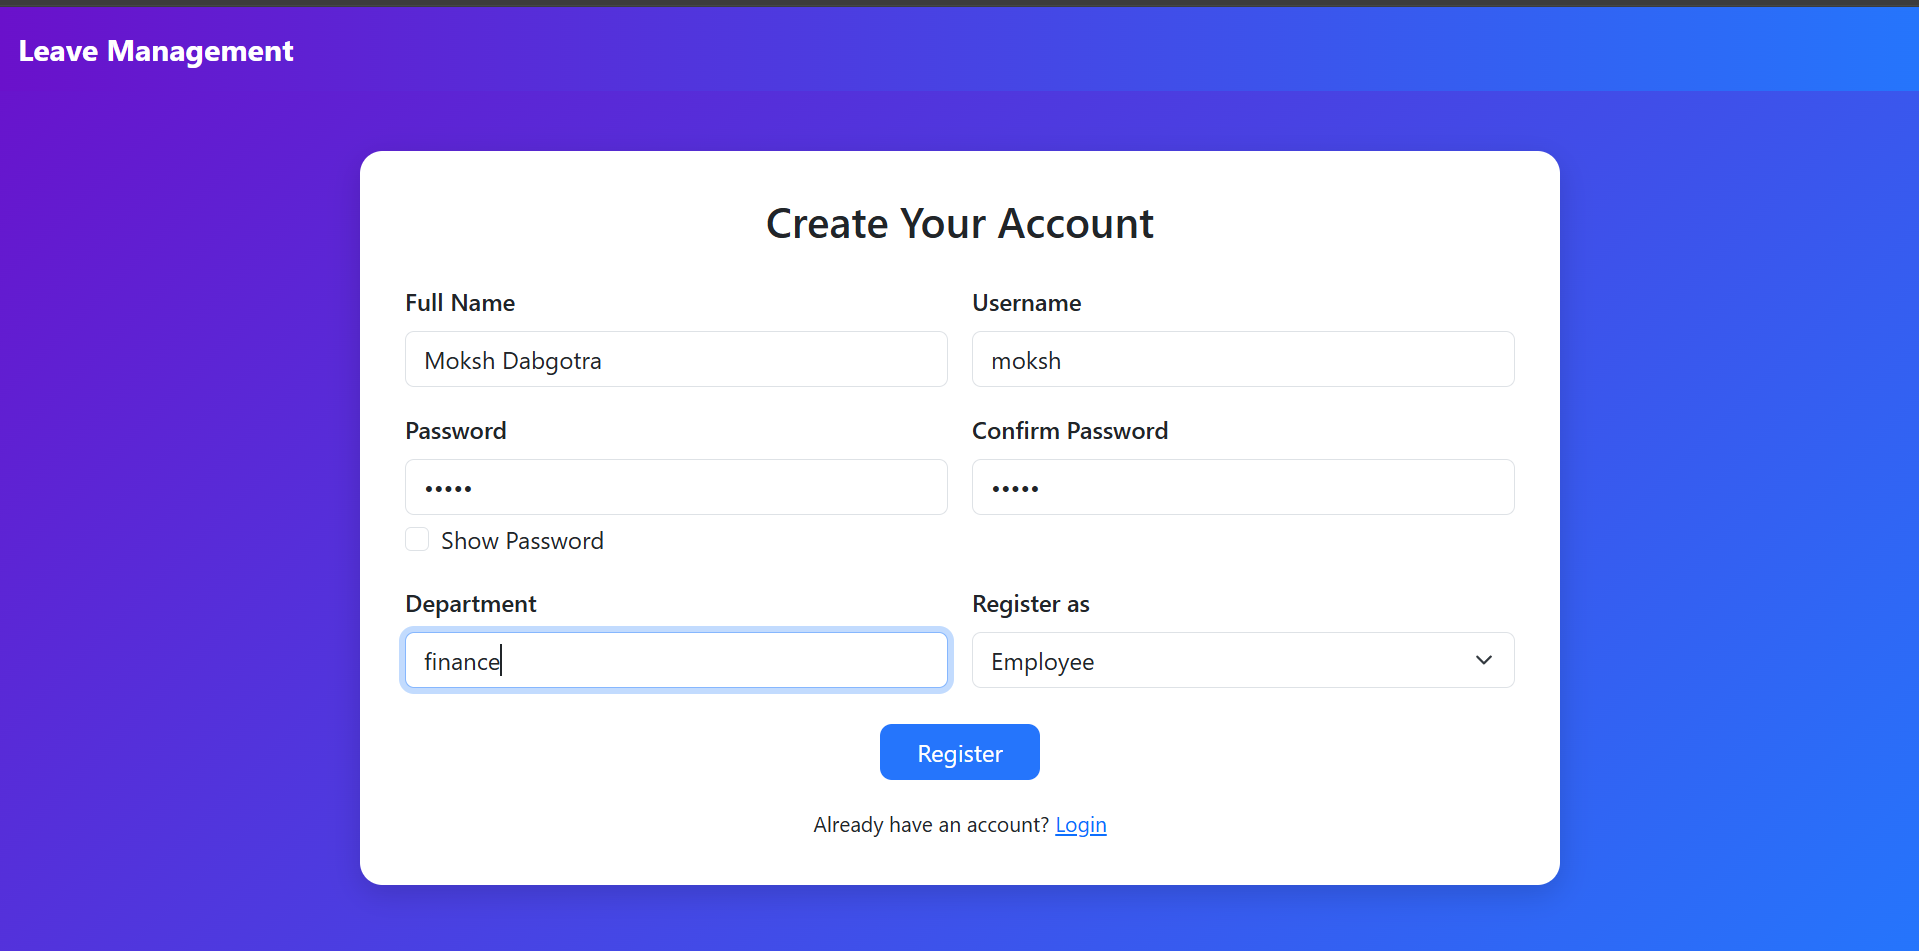 Leave Management
Create Your Account
Full Name
Username
Moksh Dabgotra
moksh
Password
Confirm Password
•••••
•••••
Show Password
Department
Register as
finance
Employee
Register
Already have an account? Login